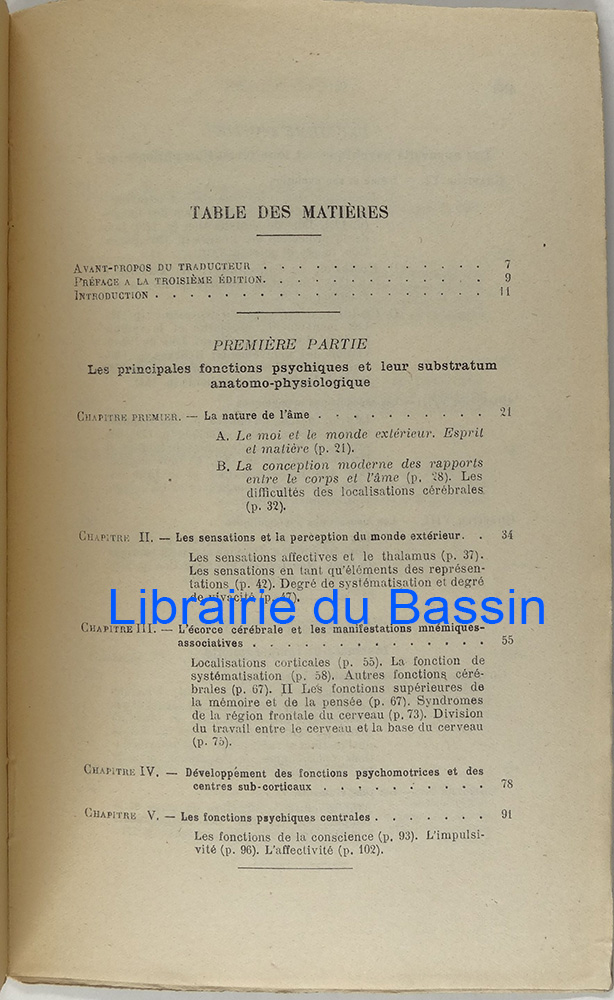 TABLE DES MATIÈRES
AVANT-PROPOS DU TRADUCTEUR . . . . . . . . . . . . . 7
PRÉFACE A LA TROISIÈME ÉDITION. . . . . . . . . . . . 9
INTRODUCTION . . . . . . . . . . . . . . . . . . . 11
PREMIÈRE PARTIE
Les principales fonctions psychiques et leur substratum
anatomo-physiologique
CHAPITRE PREMIER. — La nature de l'âme . . . . . . . . . . 21
A. Le moi et le monde extérieur. Esprit
et matière (p. 21).
B. La conception moderne des rapports
entre le corps et l'âme (p. 28). Les
difficultés des localisations cérébrales
(p. 32).
CHAPITRE II. — Les sensations et la perception du monde extérieur. . 34
Les sensations affectives et le thalamus (p. 37).
Les sensations en tant qu'éléments des représen-
tations (p. 42). Degré de systématisation et degré
de vivacité (p. 47).
Librairie du Bassin
CHAPITRE III. — L'écorce cérébrale et les manifestations mnémiques-
associatives . . . . . . . . . . . . . . 55
Localisations corticales (p. 55). La fonction de
systématisation (p. 58). Autres fonctions céré-
brales (p. 67). II Les fonctions supérieures de
la mémoire et de la pensée (p. 67). Syndromes
de la région frontale du cerveau (p. 73). Division
du travail entre le cerveau et la base du cerveau
(p. 75).
CHAPITRE IV. — Développement des fonctions psychomotrices et des
centres sub-corticaux . . . . . . . . . . 78
CHAPITRE V. — Les fonctions psychiques centrales . . . . . . . 91
Les fonctions de la conscience (p. 93). L'impulsi-
vité (p. 96). L'affectivité (p. 102).